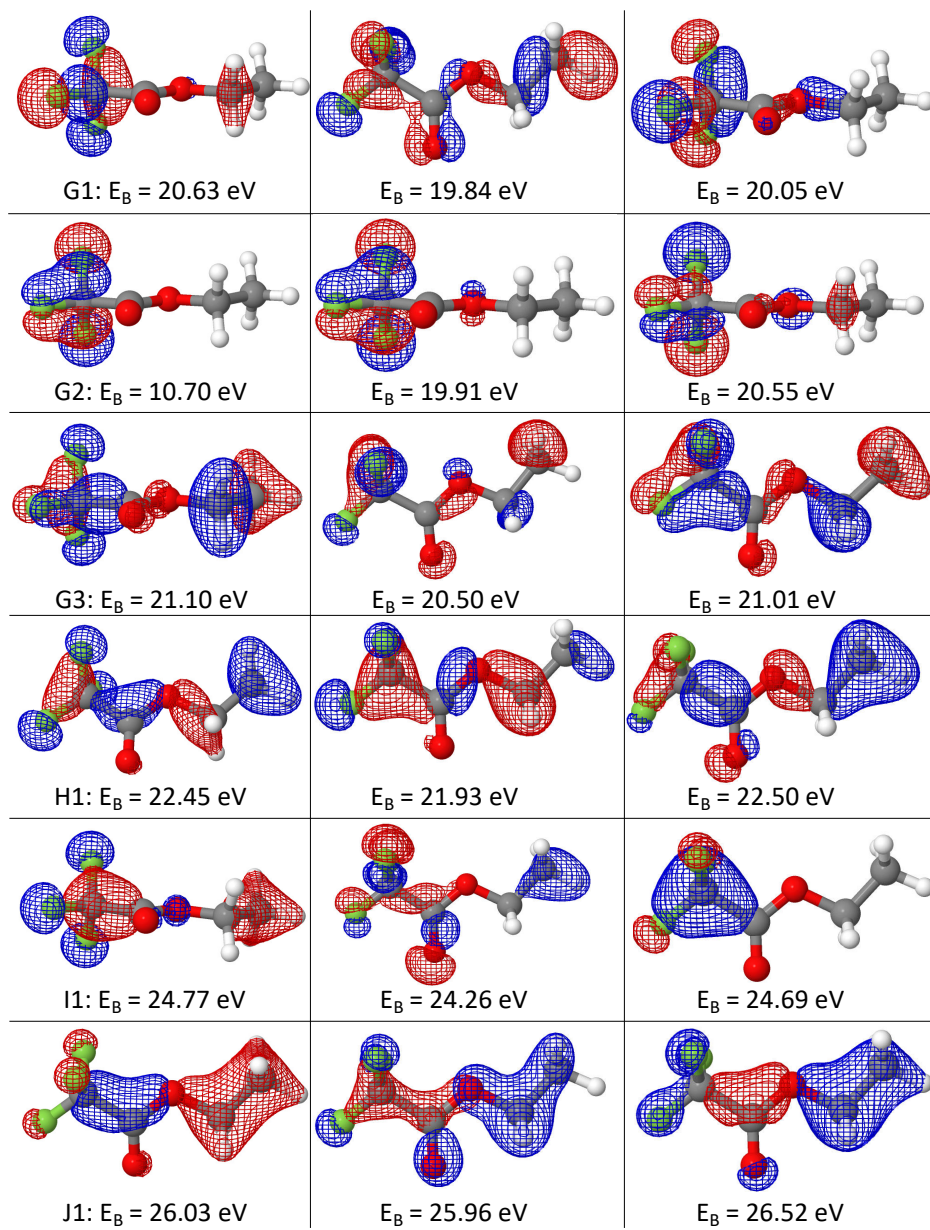 G1: E_B = 20.63 eV
E_B = 19.84 eV
E_B = 20.05 eV
G2: E_B = 10.70 eV
E_B = 19.91 eV
E_B = 20.55 eV
G3: E_B = 21.10 eV
E_B = 20.50 eV
E_B = 21.01 eV
H1: E_B = 22.45 eV
E_B = 21.93 eV
E_B = 22.50 eV
I1: E_B = 24.77 eV
E_B = 24.26 eV
E_B = 24.69 eV
J1: E_B = 26.03 eV
E_B = 25.96 eV
E_B = 26.52 eV